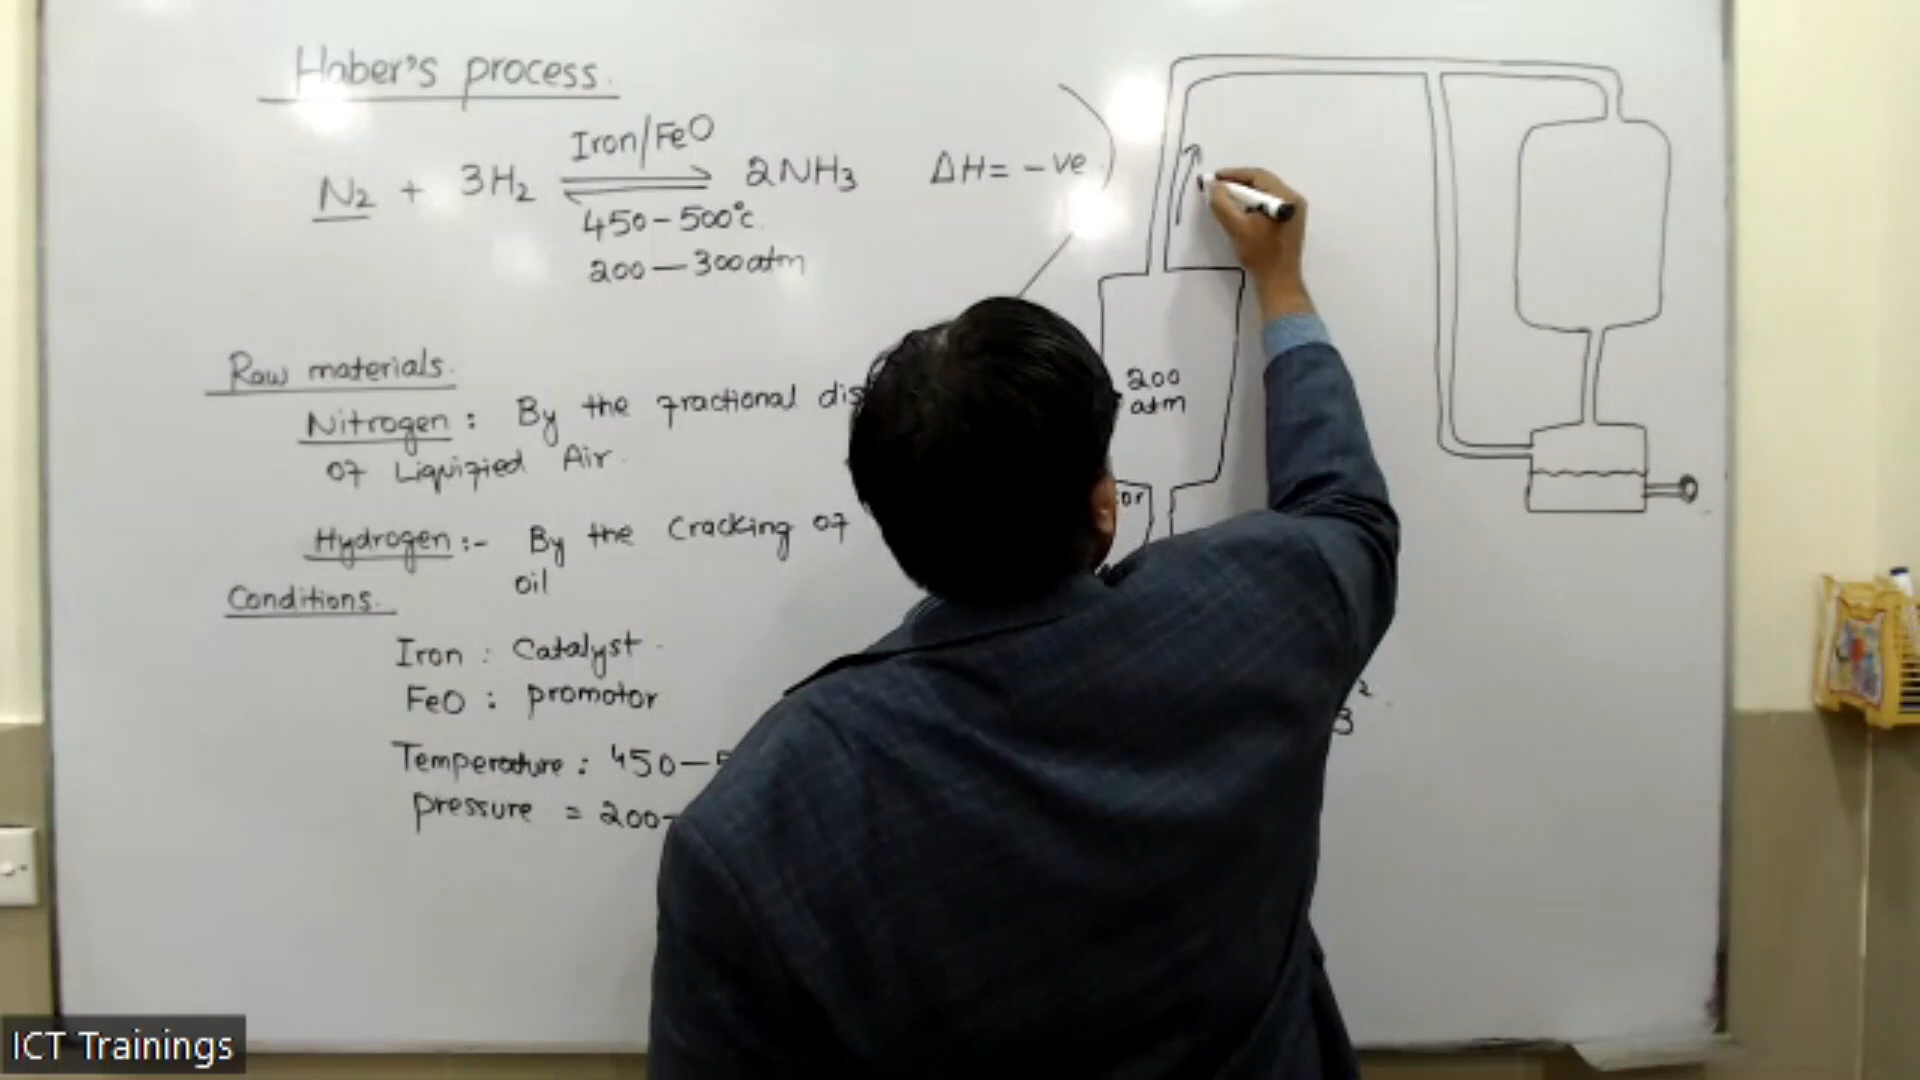 Haber's process.
Iron/FeO
N2 + 3H2 ⇌ 2NH3 ΔH = -ve
450-500°c
200-300atm
Raw materials.
Nitrogen: By the fractional
of Liquified Air.
Hydrogen:- By the Cracking of
oil
Conditions.
Iron: Catalyst.
FeO: promotor
Temperature: 450-
pressure = 200-
200
atm
ICT Trainings